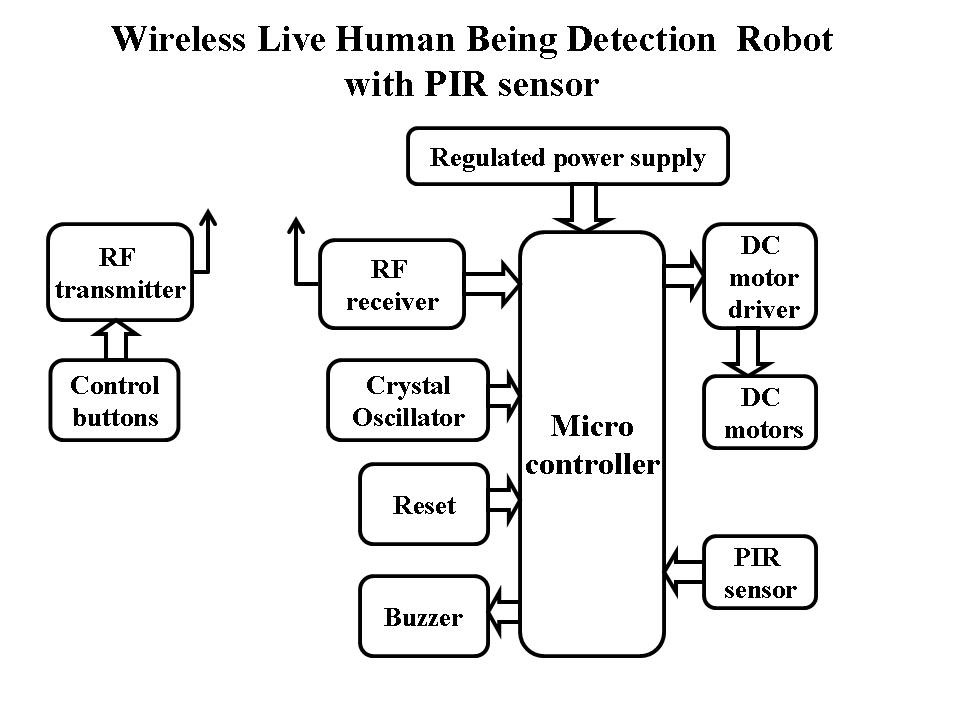 Wireless Live Human Being Detection Robot
with PIR sensor
Regulated power supply
RF
transmitter
Control
buttons
RF
receiver
Crystal
Oscillator
Reset
Buzzer
Micro
controller
DC
motor
driver
DC
motors
PIR
sensor